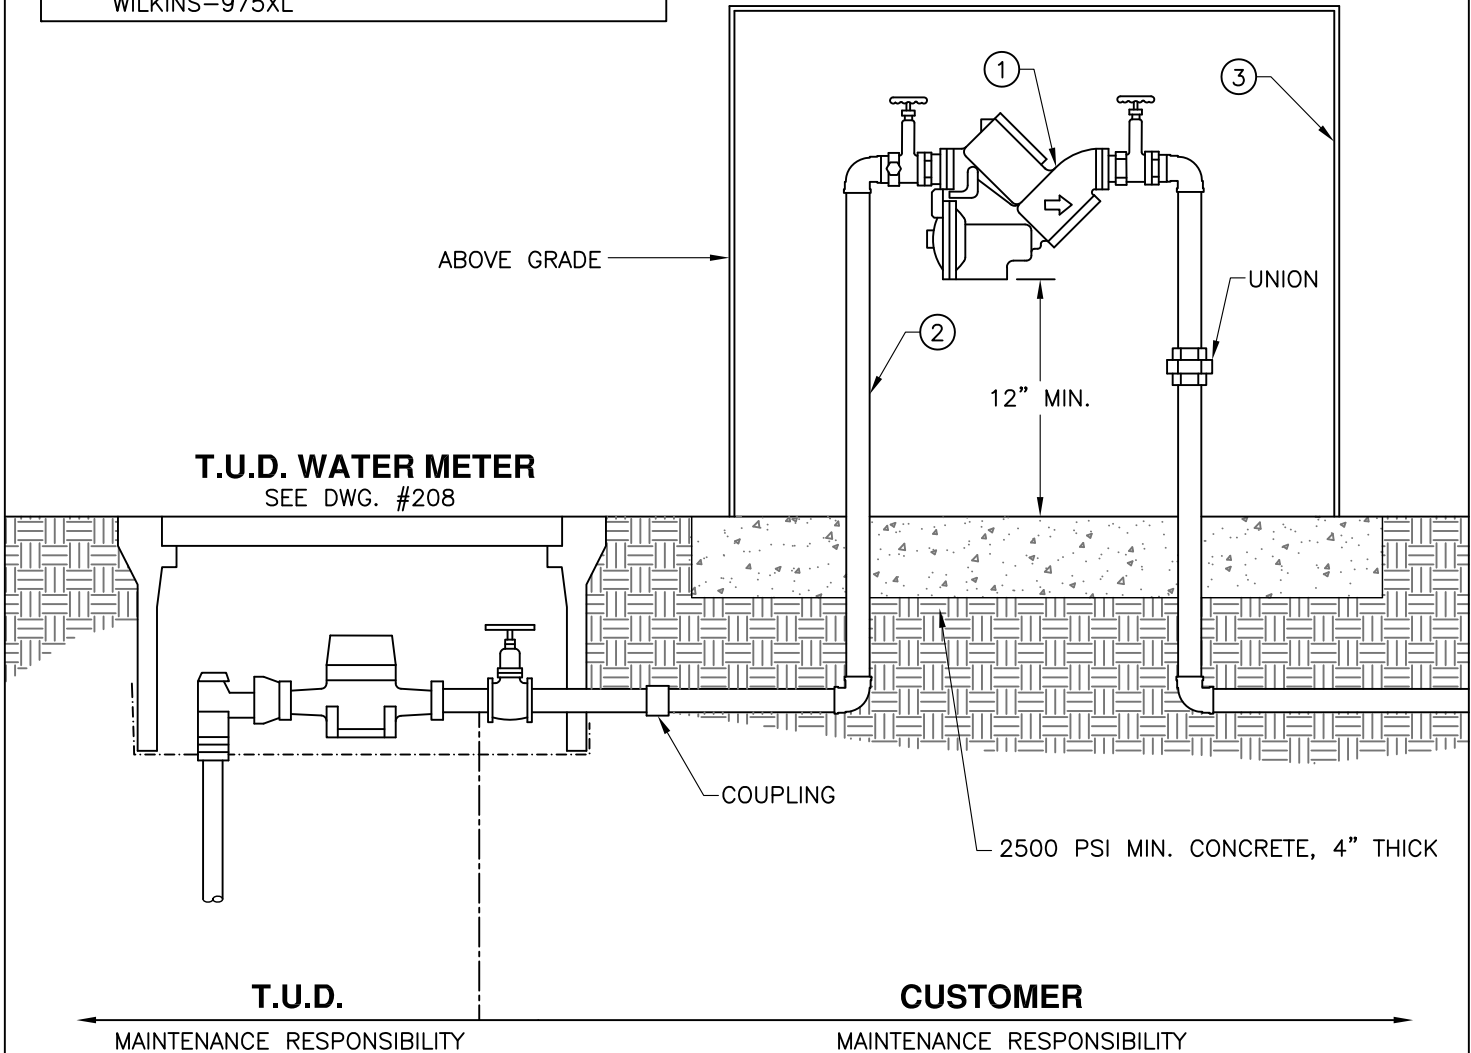 WILKINS-975XL
1
3
ABOVE GRADE
UNION
2
12" MIN.
T.U.D. WATER METER
SEE DWG. #208
COUPLING
2500 PSI MIN. CONCRETE, 4" THICK
T.U.D.
CUSTOMER
MAINTENANCE RESPONSIBILITY
MAINTENANCE RESPONSIBILITY